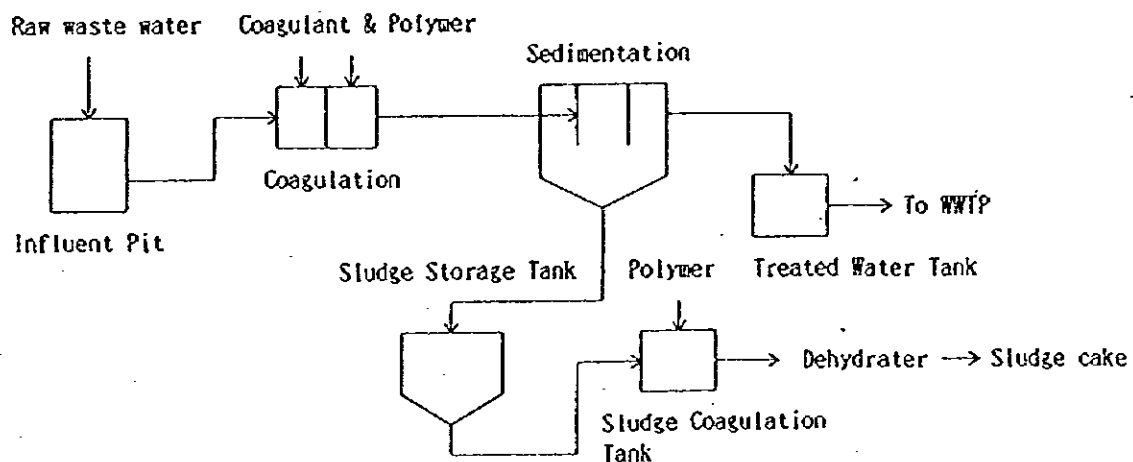 Raw waste water
Coagulant & Polymer
Sedimentation
Coagulation
Influent Pit
To WWTP
Treated Water Tank
Sludge Storage Tank
Polymer
Dehydrater
Sludge cake
Sludge Coagulation
Tank